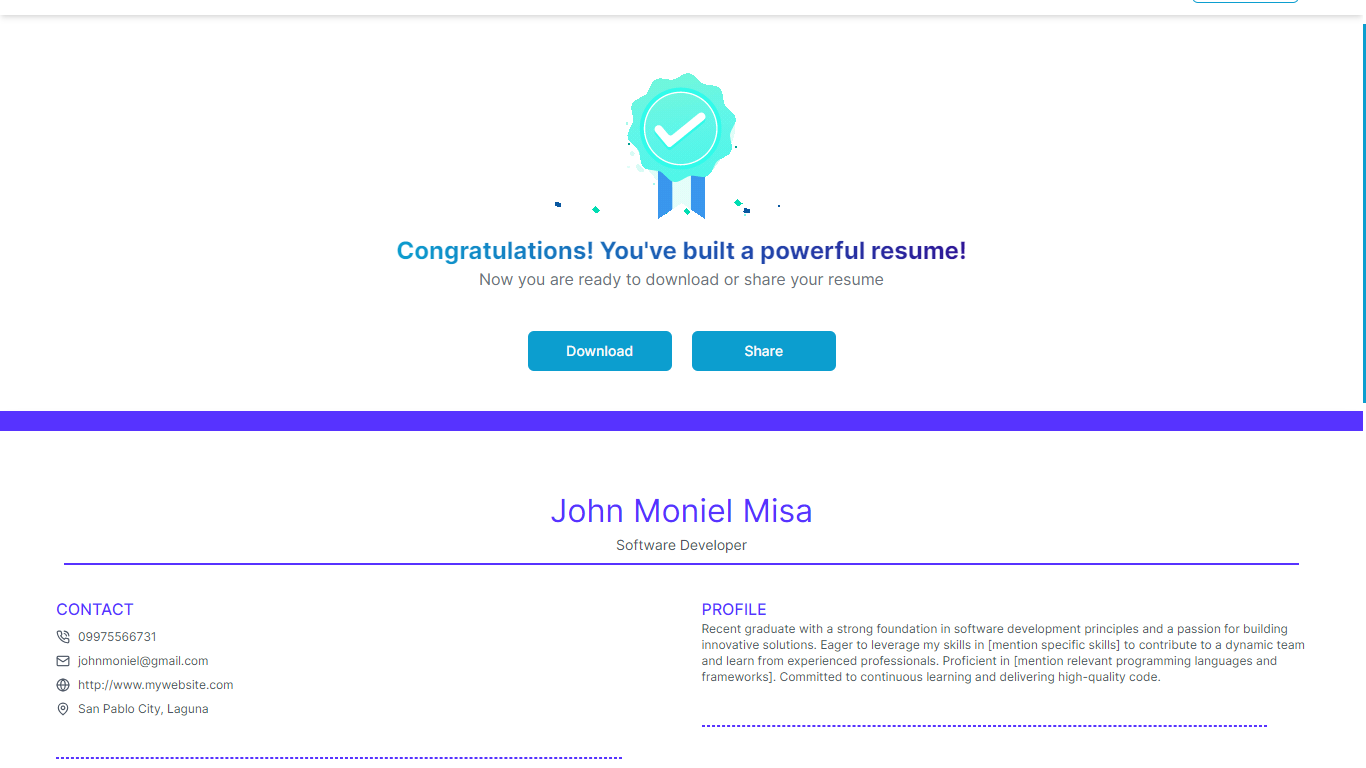 Congratulations! You've built a powerful resume!
Now you are ready to download or share your resume
Download
Share
John Moniel Misa
Software Developer
CONTACT
09975566731
johnmoniel@gmail.com
http://www.mywebsite.com
San Pablo City, Laguna
PROFILE
Recent graduate with a strong foundation in software development principles and a passion for building
innovative solutions. Eager to leverage my skills in [mention specific skills] to contribute to a dynamic team
and learn from experienced professionals. Proficient in [mention relevant programming languages and
frameworks]. Committed to continuous learning and delivering high-quality code.